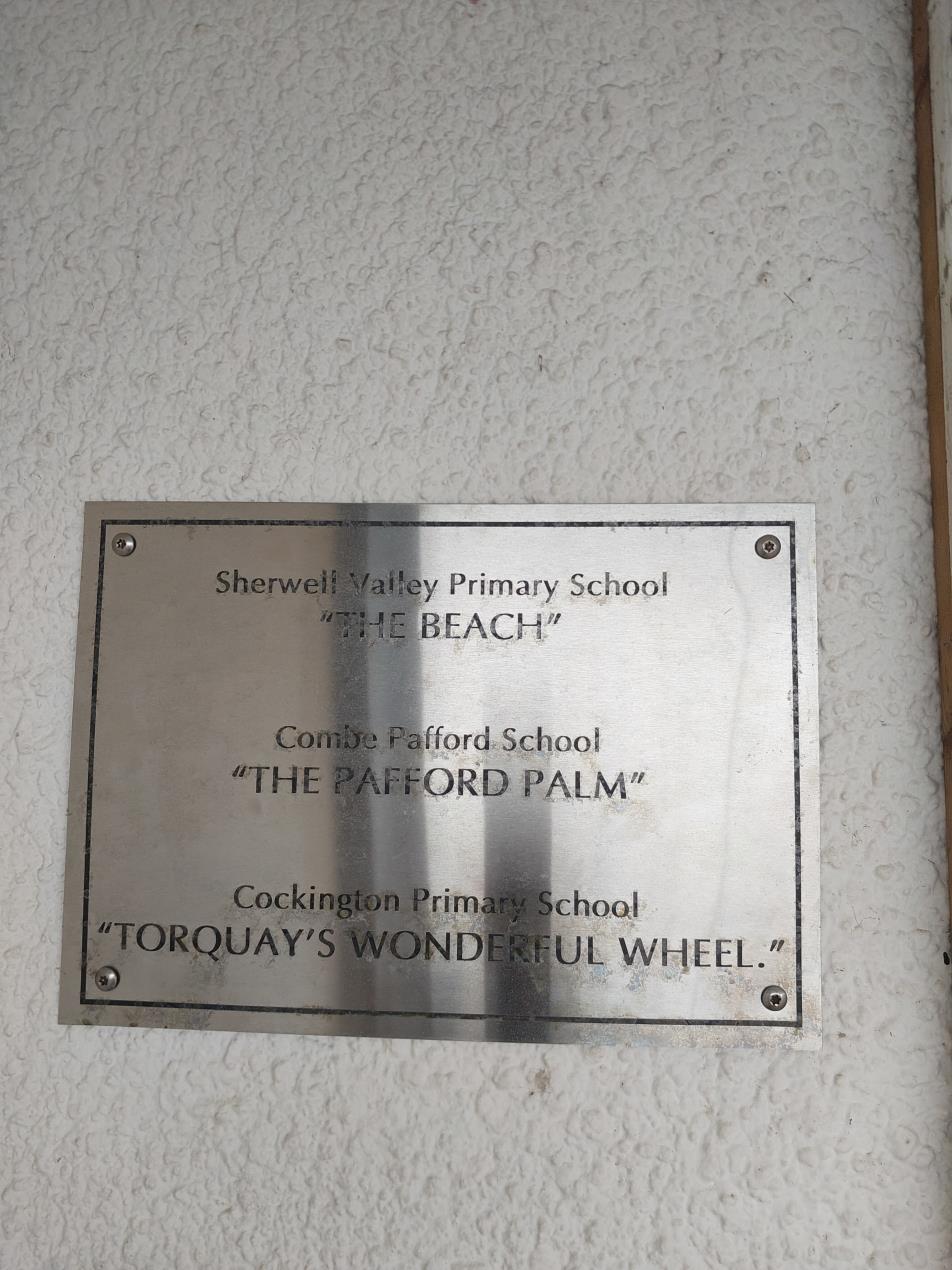 Sherwell Valley Primary School
"THE BEACH"
Combe Pafford School
"THE PAFFORD PALM"
Cockington Primary School
"TORQUAY'S WONDERFUL WHEEL."